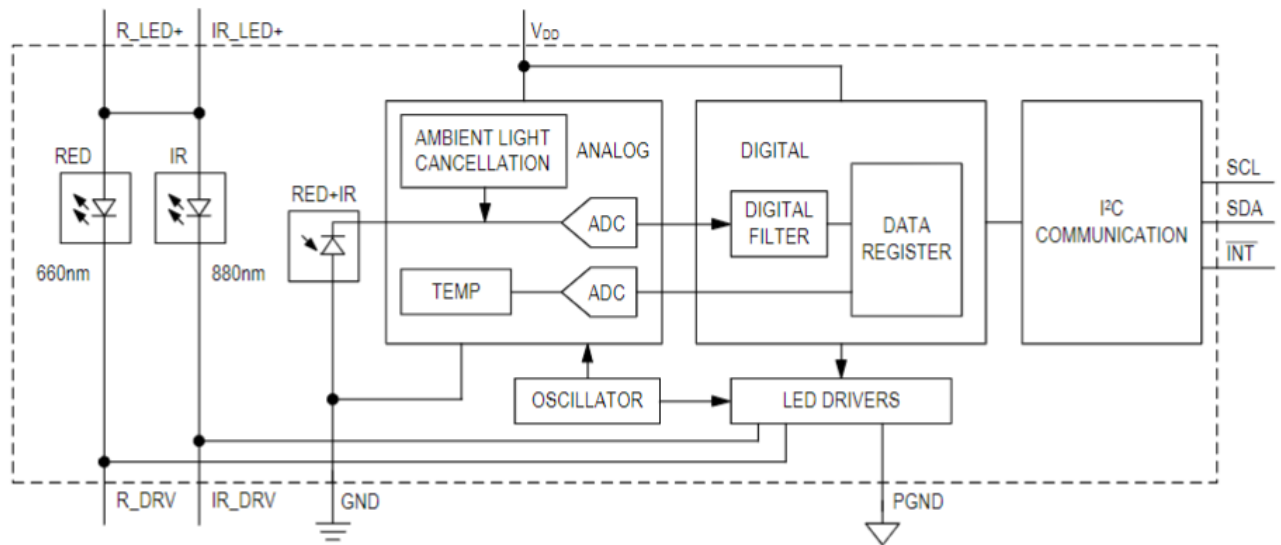 R_LED+ IR_LED+ VDD
RED IR
660nm 880nm
RED+IR
AMBIENT LIGHT
CANCELLATION
ANALOG
ADC
TEMP
ADC
DIGITAL
DIGITAL
FILTER
DATA
REGISTER
I²C
COMMUNICATION
SCL
SDA
INT
OSCILLATOR
LED DRIVERS
R_DRV IR_DRV GND PGND